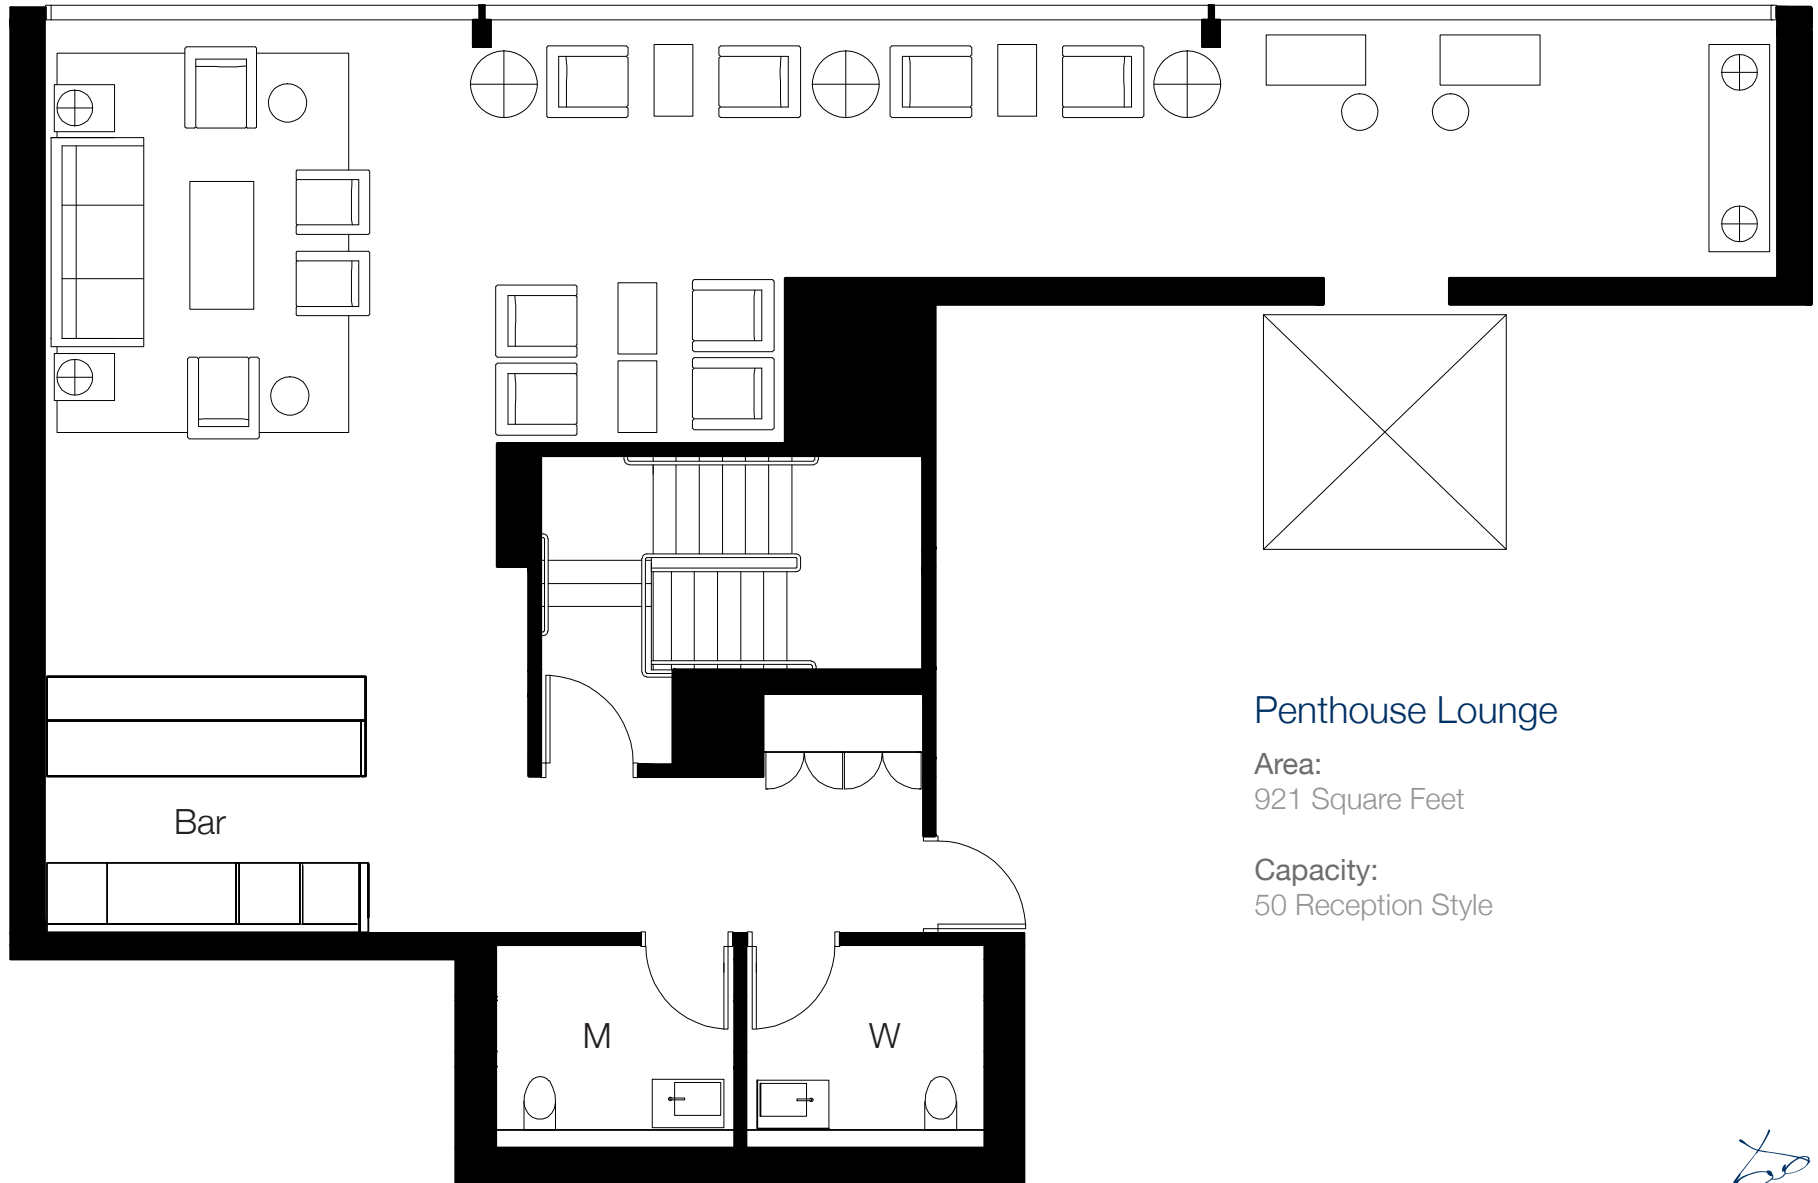 Penthouse Lounge
Area:
921 Square Feet
Bar
Capacity:
50 Reception Style
M
W